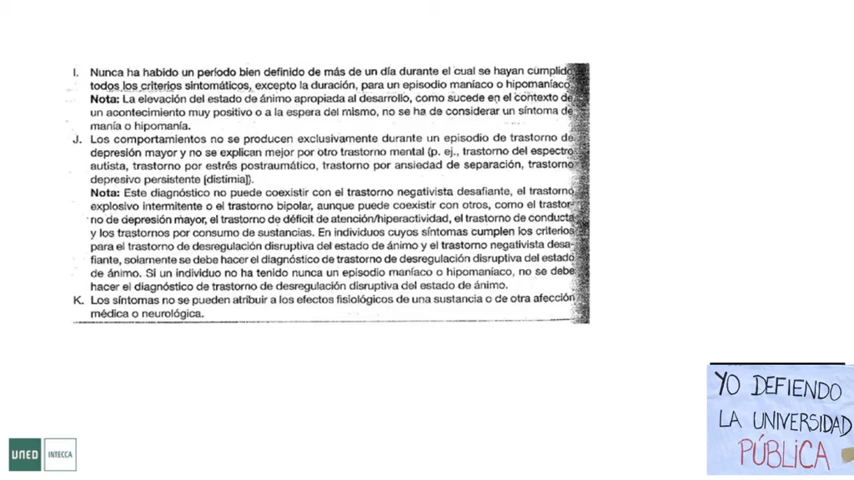 I. Nunca ha habido un período bien definido de más de un día durante el cual se hayan cumplido
todos los criterios sintomáticos, excepto la duración, para un episodio maníaco o hipomaníaco.
Nota: La elevación del estado de ánimo apropiada al desarrollo, como sucede en el contexto de
un acontecimiento muy positivo o a la espera del mismo, no se ha de considerar un síntoma de
manía o hipomanía.
J. Los comportamientos no se producen exclusivamente durante un episodio de trastorno de
depresión mayor y no se explican mejor por otro trastorno mental (p. ej., trastorno del espectro
autista, trastorno por estrés postraumático, trastorno por ansiedad de separación, trastorno
depresivo persistente [distimia]).
Nota: Este diagnóstico no puede coexistir con el trastorno negativista desafiante, el trastorno
explosivo intermitente o el trastorno bipolar, aunque puede coexistir con otros, como el trastor-
no de depresión mayor, el trastorno de déficit de atención/hiperactividad, el trastorno de conducta
y los trastornos por consumo de sustancias. En individuos cuyos síntomas cumplen los criterios
para el trastorno de desregulación disruptiva del estado de ánimo y el trastorno negativista desa-
fiante, solamente se debe hacer el diagnóstico de trastorno de desregulación disruptiva del estado
de ánimo. Si un individuo no ha tenido nunca un episodio maníaco o hipomaníaco, no se debe
hacer el diagnóstico de trastorno de desregulación disruptiva del estado de ánimo.
K. Los síntomas no se pueden atribuir a los efectos fisiológicos de una sustancia o de otra afección
médica o neurológica.
YO DEFIENDO
LA UNIVERSIDAD
PÚBLICA
UNED INTECCA